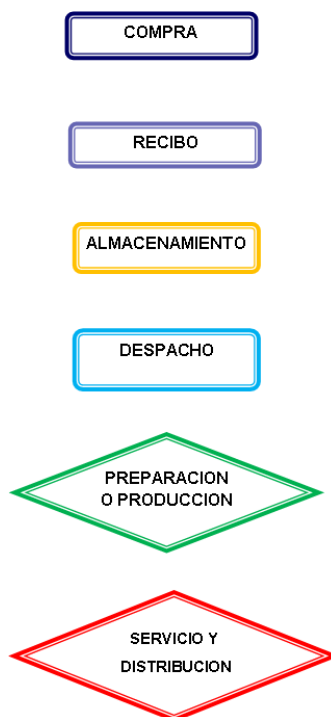 COMPRA
RECIBO
ALMACENAMIENTO
DESPACHO
PREPARACION
O PRODUCCION
SERVICIO Y
DISTRIBUCION